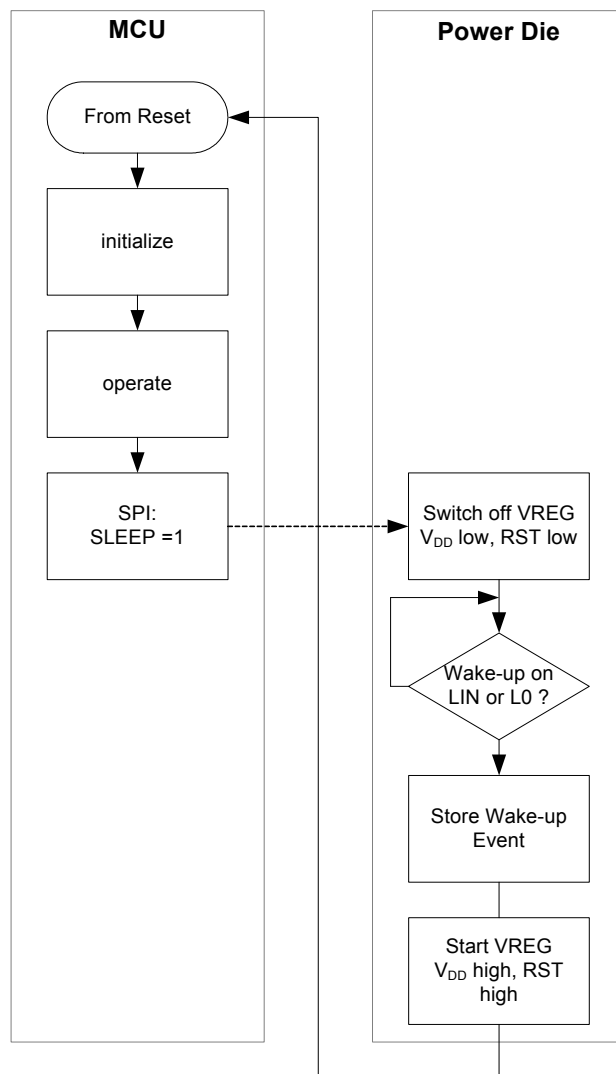 MCU
From Reset
initialize
operate
SPI:
SLEEP =1
Power Die
Switch off VREG
VDD low, RST low
Wake-up on
LIN or L0 ?
Store Wake-up
Event
Start VREG
VDD high, RST
high